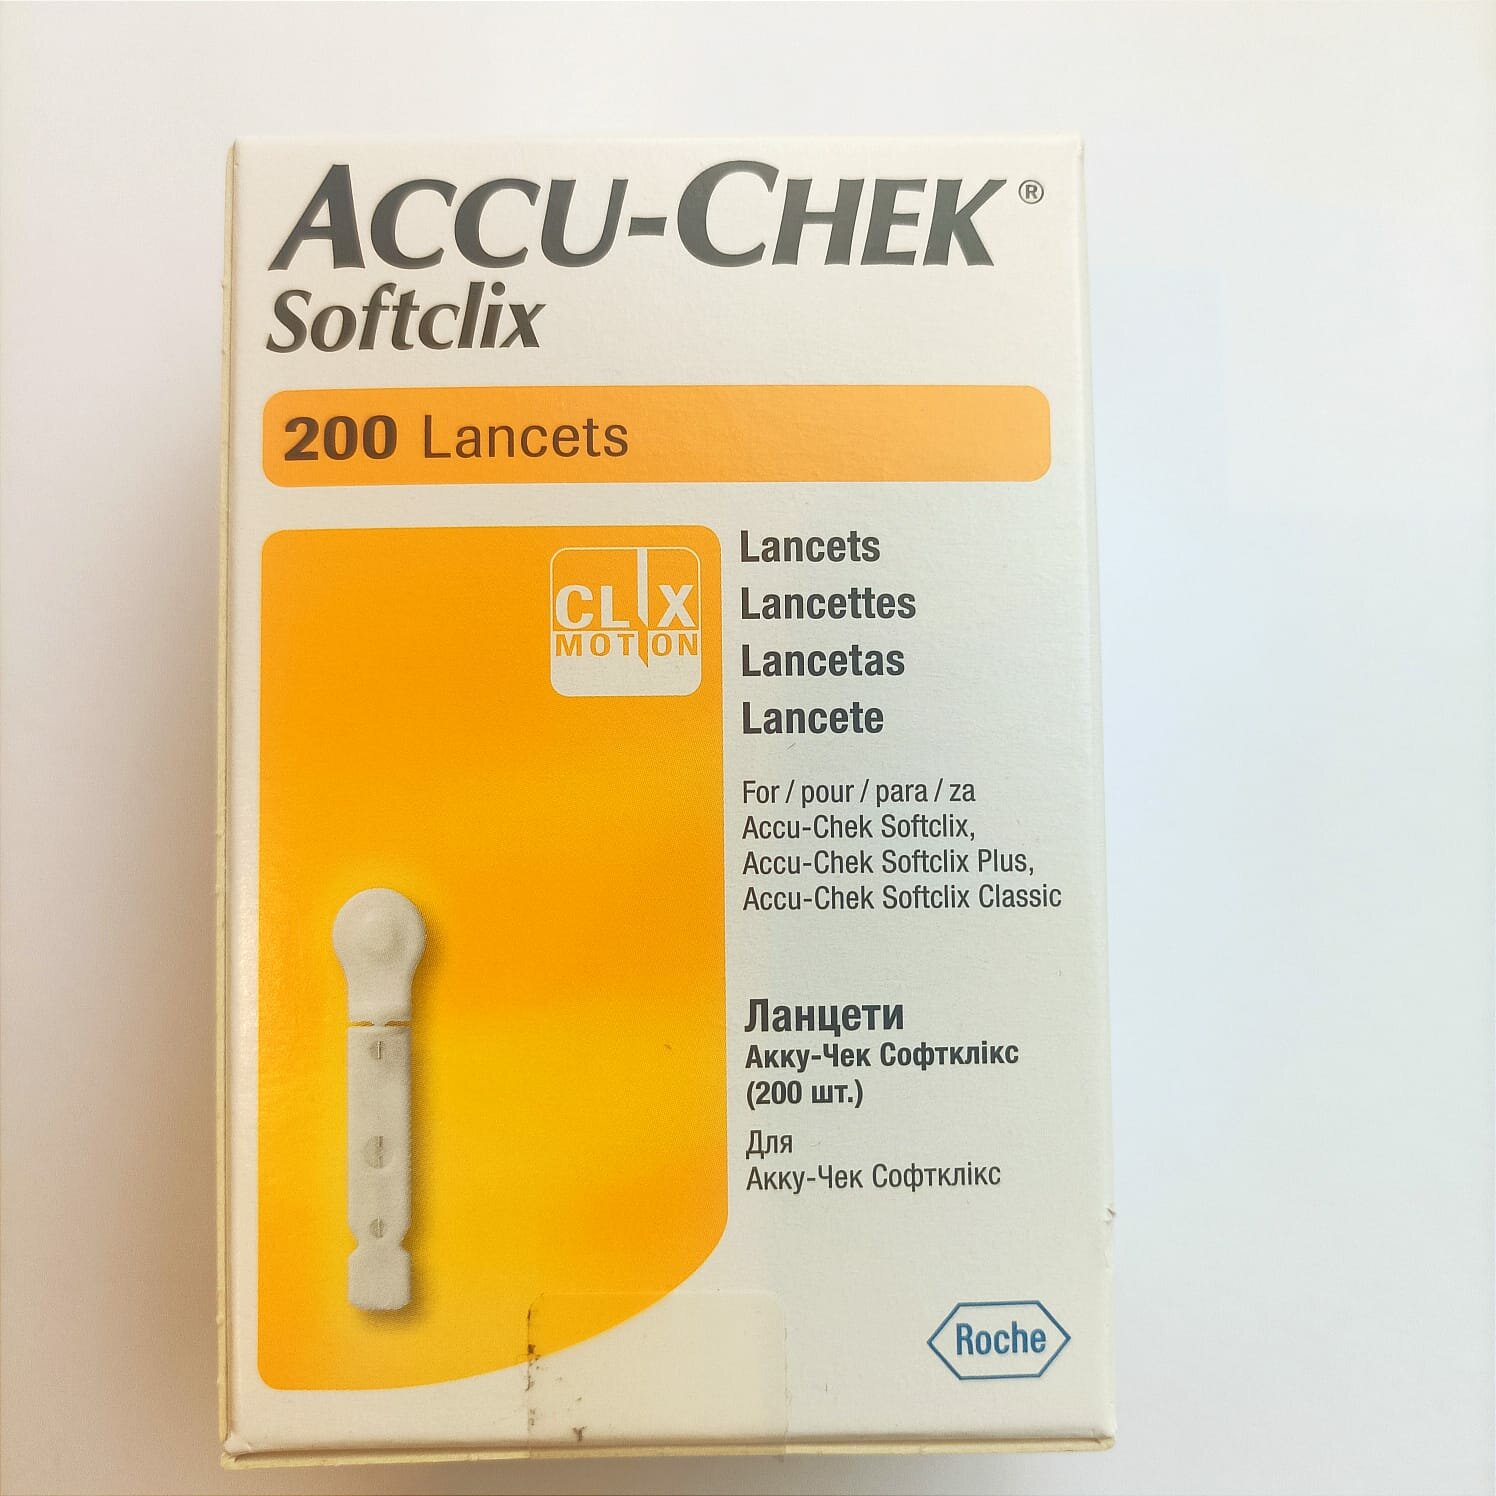 ACCU-CHEK®
Softclix
200 Lancets
CLIX
MOTION
Lancets
Lancettes
Lancetas
Lancete
For / pour / para / za
Accu-Chek Softclix,
Accu-Chek Softclix Plus,
Accu-Chek Softclix Classic
Ланцети
Акку-Чек Софтклікс
(200 шт.)
Для
Акку-Чек Софтклікс
Roche